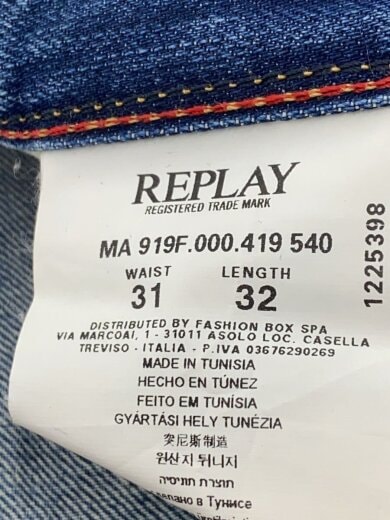 REPLAY
REGISTERED TRADE MARK
MA 919F.000.419 540
WAIST LENGTH
31 32
1225398
DISTRIBUTED BY FASHION BOX SPA
VIA MARCOAI, 1 - 31011 ASOLO LOC. CASELLA
TREVISO - ITALIA - P.IVA 03676290269
MADE IN TUNISIA
HECHO EN TÚNEZ
FEITO EM TUNÍSIA
GYÁRTÁSI HELY TUNÉZIA
突尼斯制造
원산지 튀니지
תוצרת תוניסיה
в Тунисе